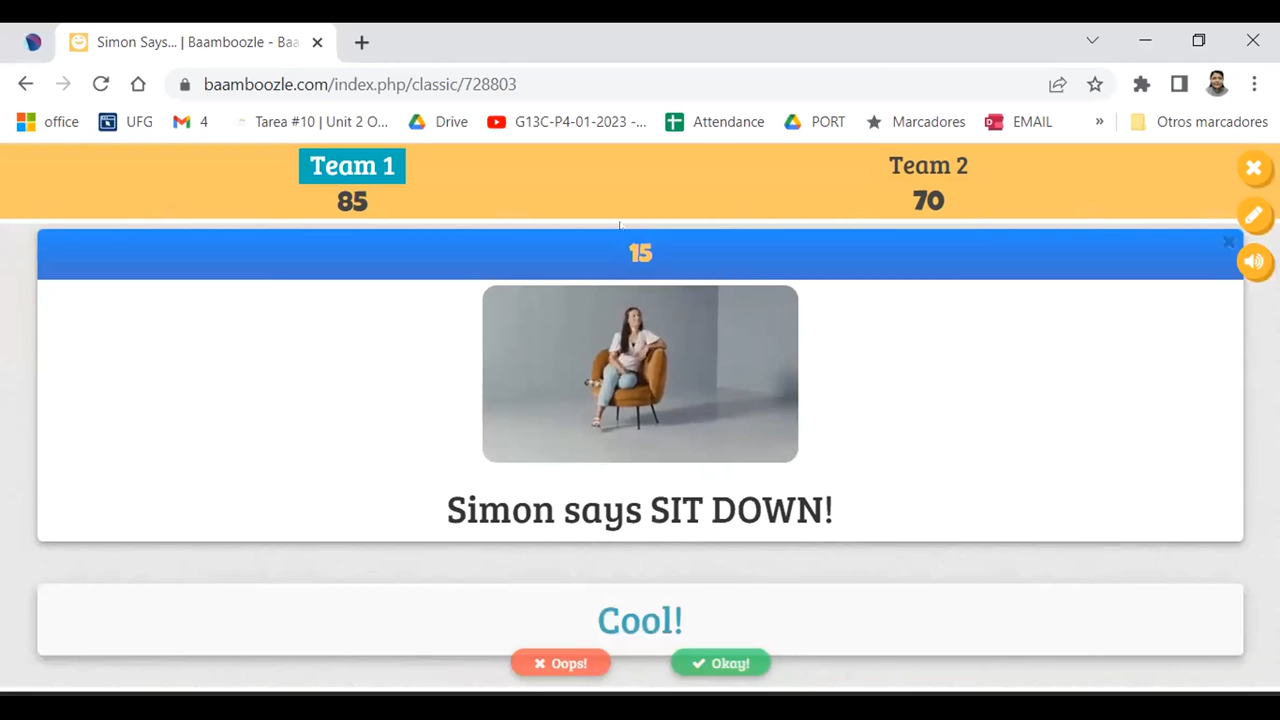 Simon Says... | Baamboozle - Baa
baamboozle.com/index.php/classic/728803
office
UFG
4
Tarea #10 | Unit 2 O...
Drive
G13C-P4-01-2023 -...
Attendance
PORT
Marcadores
EMAIL
»
Otros marcadores
Team 1
85
Team 2
70
15
Simon says SIT DOWN!
Cool!
Oops!
Okay!